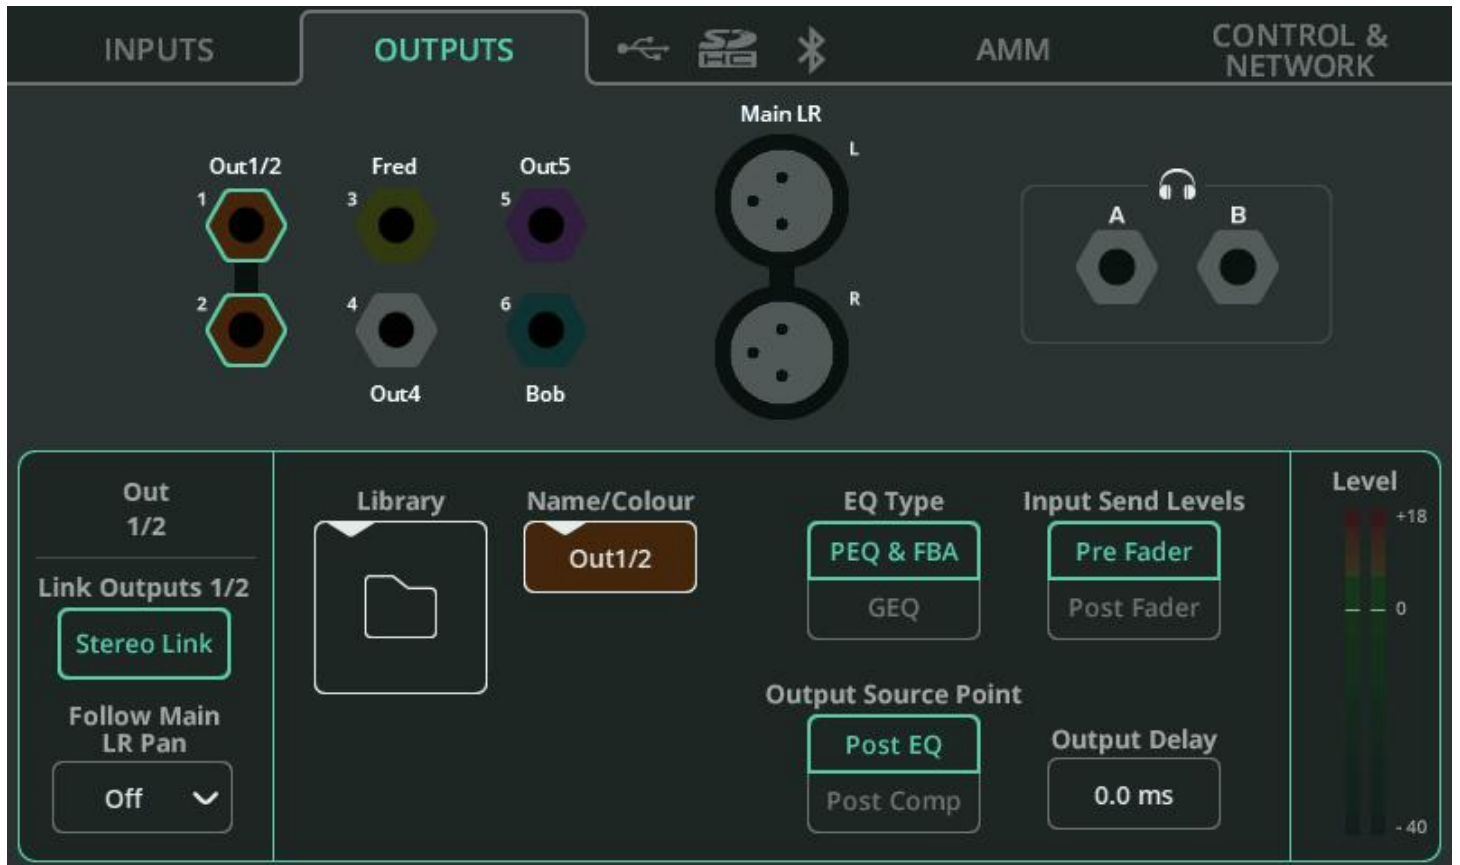 INPUTS
OUTPUTS
SD
HC
AMM
CONTROL &
NETWORK
Main LR
L
Out1/2
Fred
Out5
1
3
5
A
B
2
4
6
R
Out4
Bob
Out
1/2
Link Outputs 1/2
Stereo Link
Follow Main
LR Pan
Off
Library
Name/Colour
Out1/2
EQ Type
PEQ & FBA
GEQ
Input Send Levels
Pre Fader
Post Fader
Output Source Point
Post EQ
Post Comp
Output Delay
0.0 ms
Level
+18
0
-40